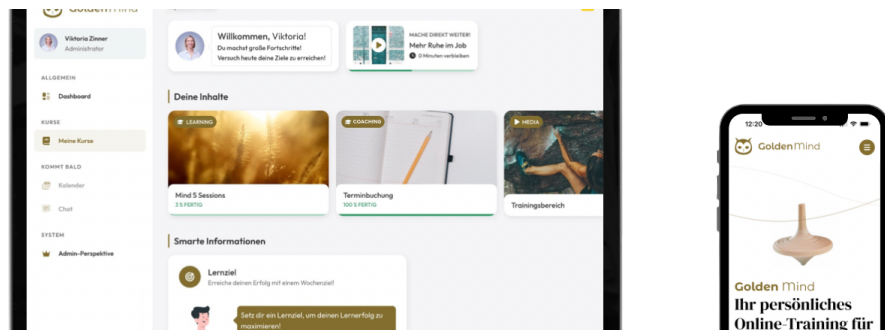 Golden Mind
Viktoria Zinner
Administrator
ALLGEMEIN
Dashboard
KURSE
Meine Kurse
KOMMT BALD
Kalender
Chat
SYSTEM
Admin-Perspektive
Willkommen, Viktoria!
Du machst große Fortschritte!
Versuch heute deine Ziele zu erreichen!
MACHE DIREKT WEITER!
Mehr Ruhe im Job
0 Minuten verbleiben
Deine Inhalte
LEARNING
Mind 5 Sessions
3 % FERTIG
COACHING
Terminbuchung
100 % FERTIG
MEDIA
Trainingsbereich
Smarte Informationen
Lernziel
Erreiche deinen Erfolg mit einem Wochenziel!
Setz dir ein Lernziel, um deinen Lernerfolg zu
maximieren!
12:20
Golden Mind
Golden Mind
Ihr persönliches
Online-Training für